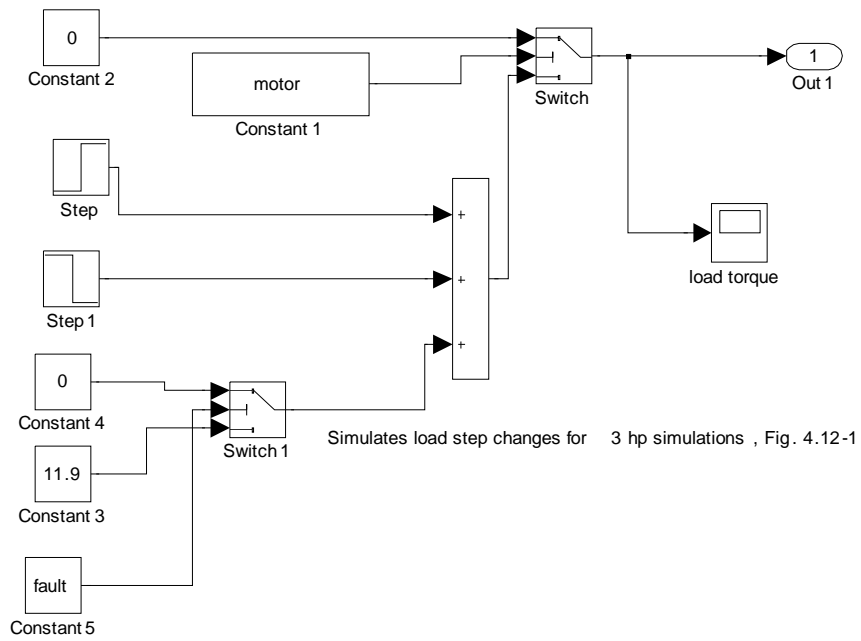 0
Constant 2
motor
Constant 1
Switch
1
Out 1
Step
+
Step 1
+
load torque
+
0
Constant 4
Switch 1
Simulates load step changes for 3 hp simulations , Fig. 4.12-1
11.9
Constant 3
fault
Constant 5